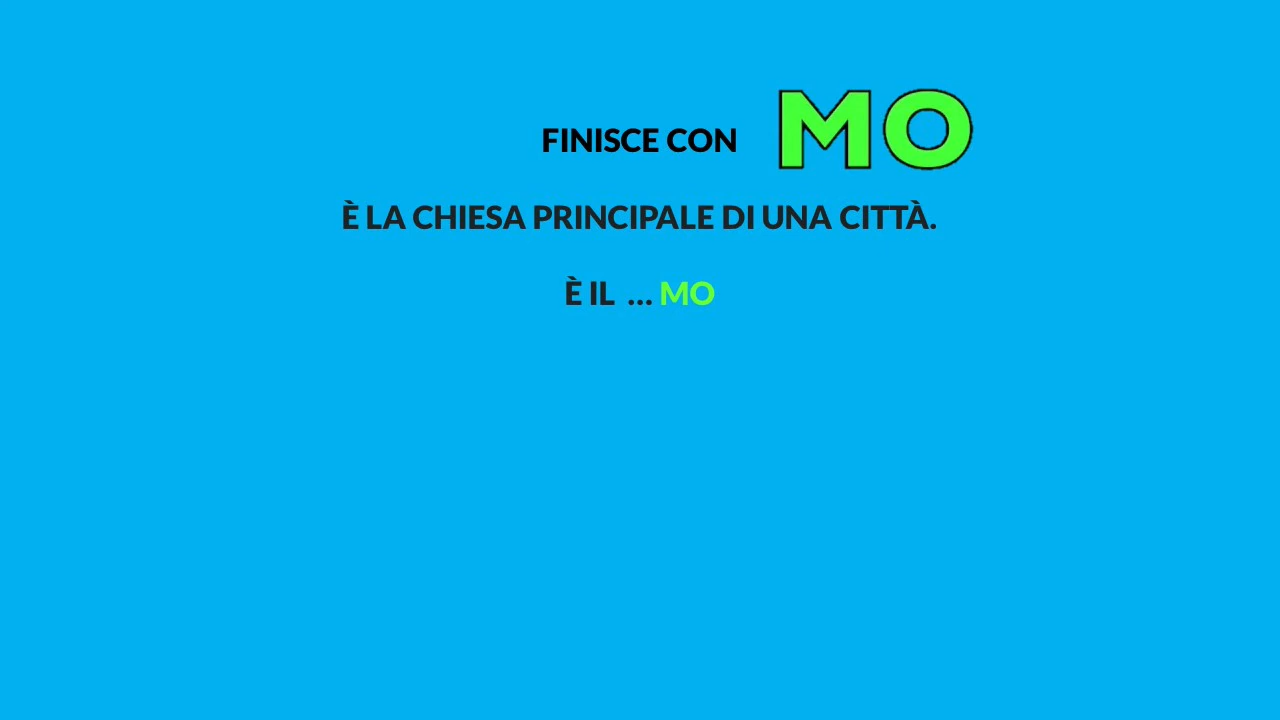 FINISCE CON MO
È LA CHIESA PRINCIPALE DI UNA CITTÀ.
È IL ... MO